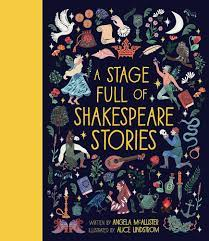 A STAGE
FULL OF
SHAKESPEARE
STORIES
WRITTEN BY ANGELA McALLISTER
ILLUSTRATED BY ALICE LINDSTROM